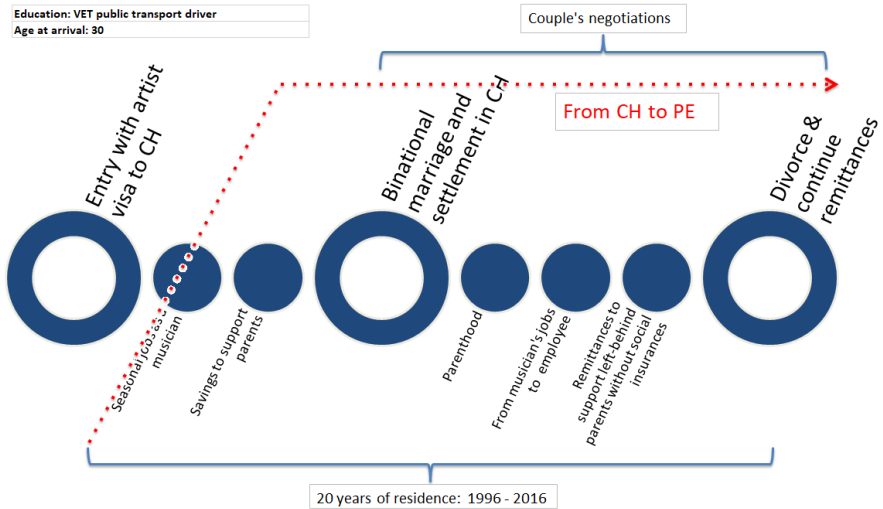 Education: VET public transport driver
Age at arrival: 30
Couple's negotiations
From CH to PE
Entry with artist
visa to CH
Binational
marriage and
settlement in CH
Divorce &
continue
remittances
Seasonal jobs as a
musician
Savings to support
parents
Parenthood
From musician's jobs
to employee
Remittances to
support left-behind
parents without social
insurances
20 years of residence: 1996 - 2016